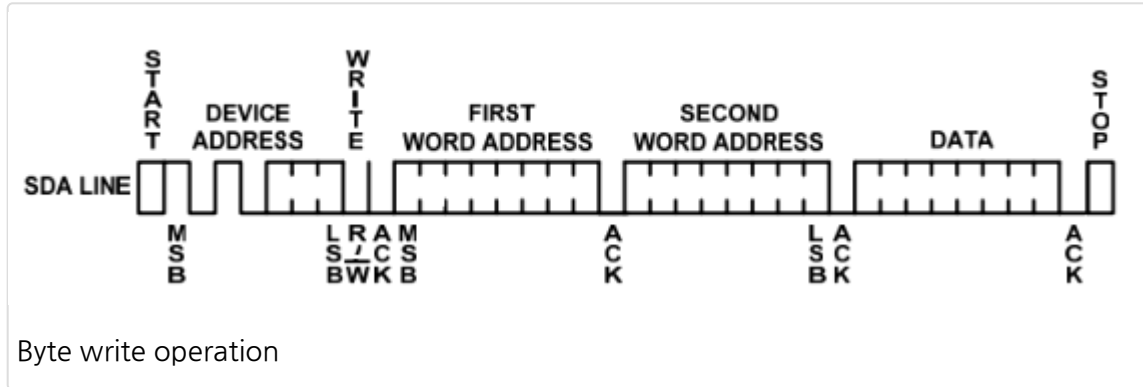 START
WRITE
STOP
DEVICE ADDRESS
FIRST WORD ADDRESS
SECOND WORD ADDRESS
DATA
SDA LINE
MSB
LSB
R/W
ACK
MSB
ACK
LSB
ACK
ACK
Byte write operation